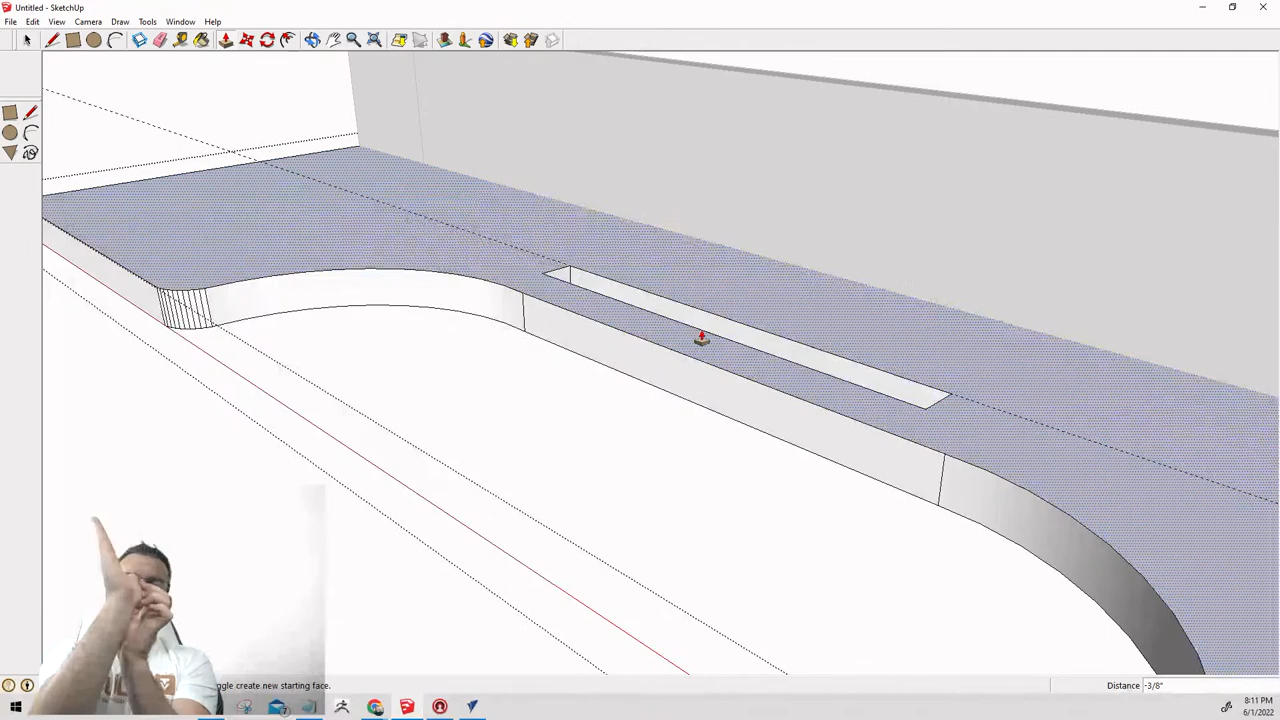 Untitled - SketchUp
File Edit View Camera Draw Tools Window Help
ggle create new starting face.
Distance -3/8"
8:11 PM
6/1/2022